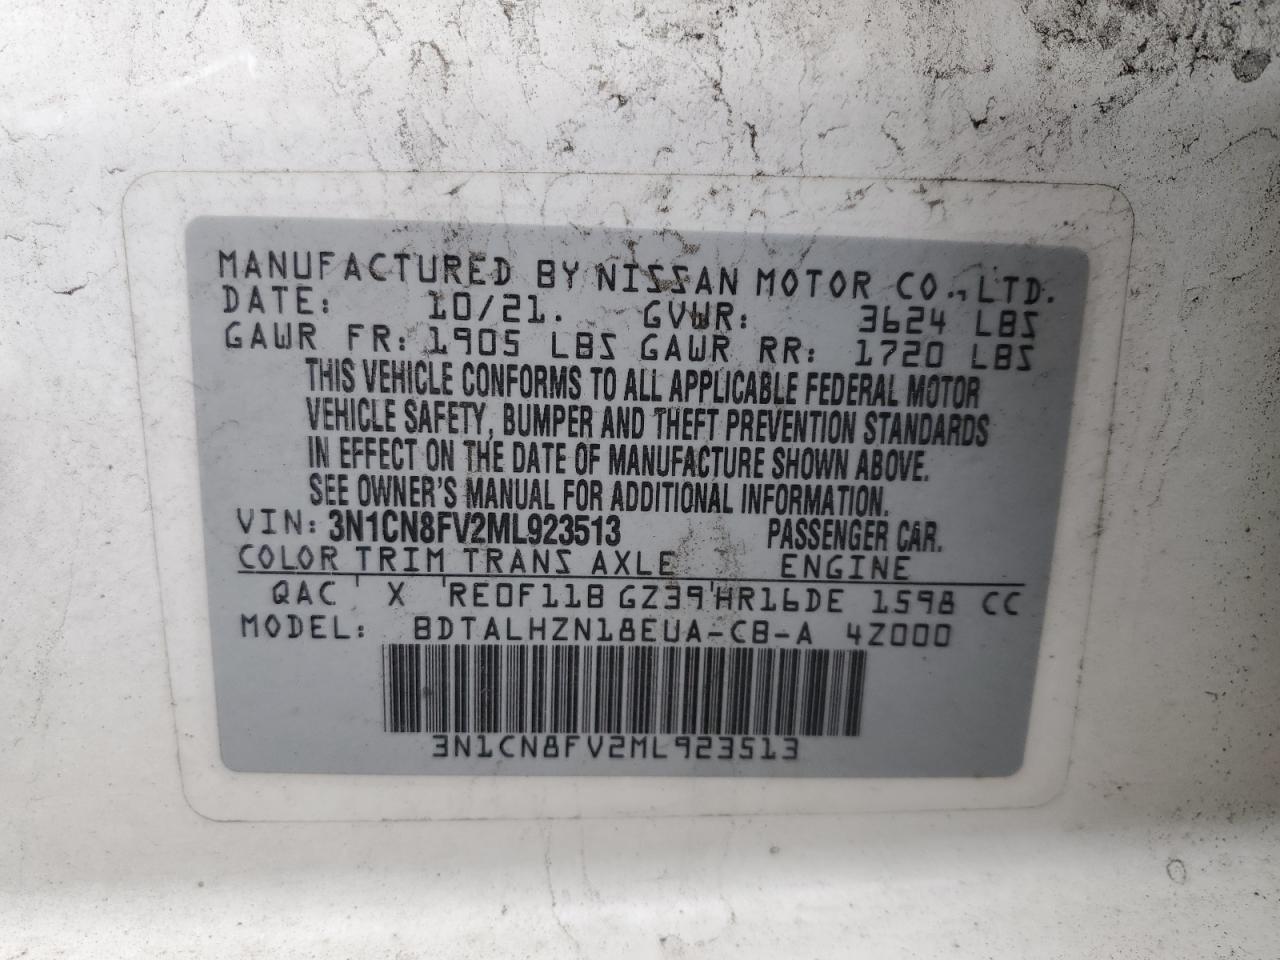 MANUFACTURED BY NISSAN MOTOR CO., LTD.
DATE: 10/21. GVWR: 3624 LBS
GAWR FR: 1905 LBS GAWR RR: 1720 LBS
THIS VEHICLE CONFORMS TO ALL APPLICABLE FEDERAL MOTOR
VEHICLE SAFETY, BUMPER AND THEFT PREVENTION STANDARDS
IN EFFECT ON THE DATE OF MANUFACTURE SHOWN ABOVE.
SEE OWNER'S MANUAL FOR ADDITIONAL INFORMATION.
VIN: 3N1CN8FV2ML923513 PASSENGER CAR.
COLOR TRIM TRANS AXLE ENGINE
QAC ' X ' RE0F11B GZ39 ' HR16DE 1598 CC
MODEL: BDTALHZN18EUA-CB-A 4Z000
3N1CN8FV2ML923513